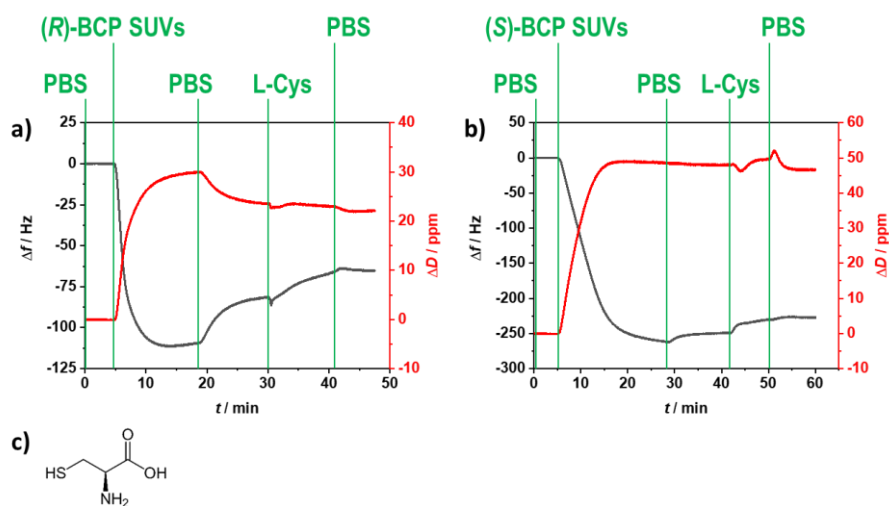 (R)-BCP SUVs PBS (S)-BCP SUVs PBS
PBS PBS L-Cys PBS PBS L-Cys
a)
25
0
-25
-50
-75
-100
-125
Δf / Hz
0 10 20 30 40 50
t / min
40
30
20
10
0
-10
ΔD / ppm
b)
50
0
-50
-100
-150
-200
-250
-300
Δf / Hz
0 10 20 30 40 50 60
t / min
60
50
40
30
20
10
0
-10
ΔD / ppm
c)
O
HS OH
NH2